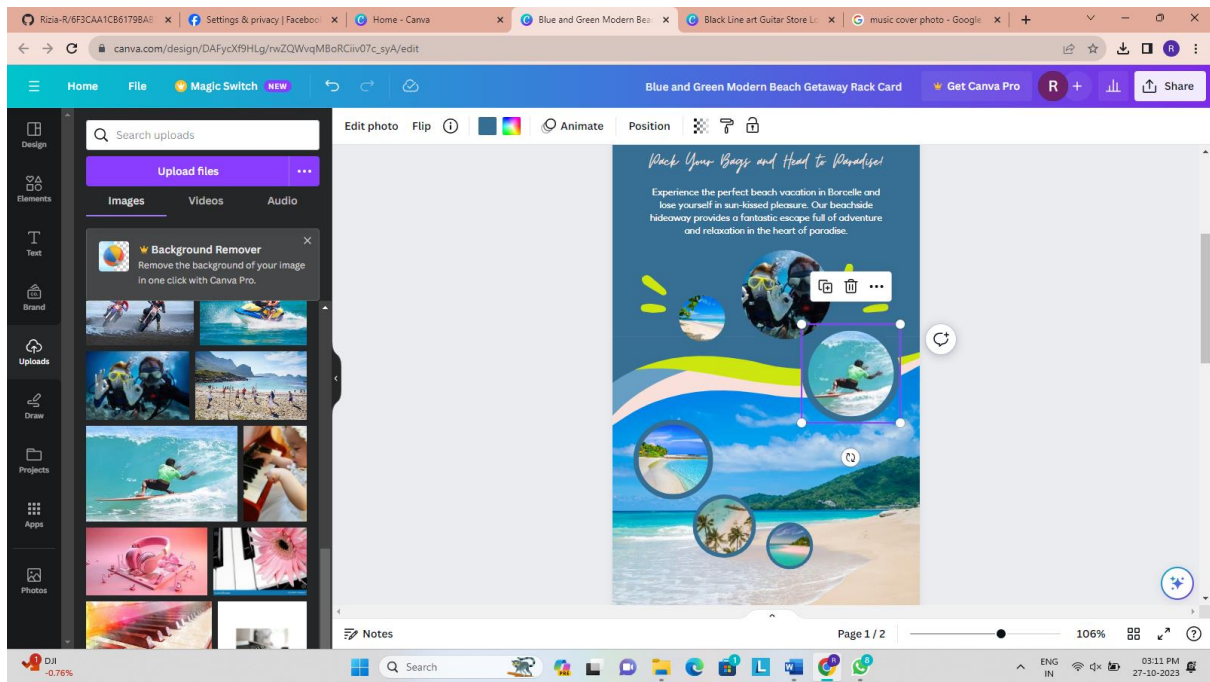 Rizia-R/6F3CAA1CB6179BAE
Settings & privacy | Facebook
Home - Canva
Blue and Green Modern Bea
Black Line art Guitar Store Lo
music cover photo - Google
canva.com/design/DAFycXf9HLg/rwZQWvqMBoRCiiv07c_syA/edit
R
Home File Magic Switch NEW
Blue and Green Modern Beach Getaway Rack Card
Get Canva Pro
R
Share
Design
Elements
Text
Brand
Uploads
Draw
Projects
Apps
Photos
Search uploads
Upload files
Images Videos Audio
Background Remover
Remove the background of your image
in one click with Canva Pro.
Edit photo Flip Animate Position
Pack Your Bags and Head to Paradise!
Experience the perfect beach vacation in Borcelle and
lose yourself in sun-kissed pleasure. Our beachside
hideaway provides a fantastic escape full of adventure
and relaxation in the heart of paradise.
Notes
Page 1 / 2
106%
DJI
-0.76%
Search
ENG
IN
03:11 PM
27-10-2023